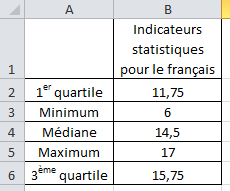 A B
1 Indicateurs
statistiques
pour le français
2 1er quartile 11,75
3 Minimum 6
4 Médiane 14,5
5 Maximum 17
6 3ème quartile 15,75